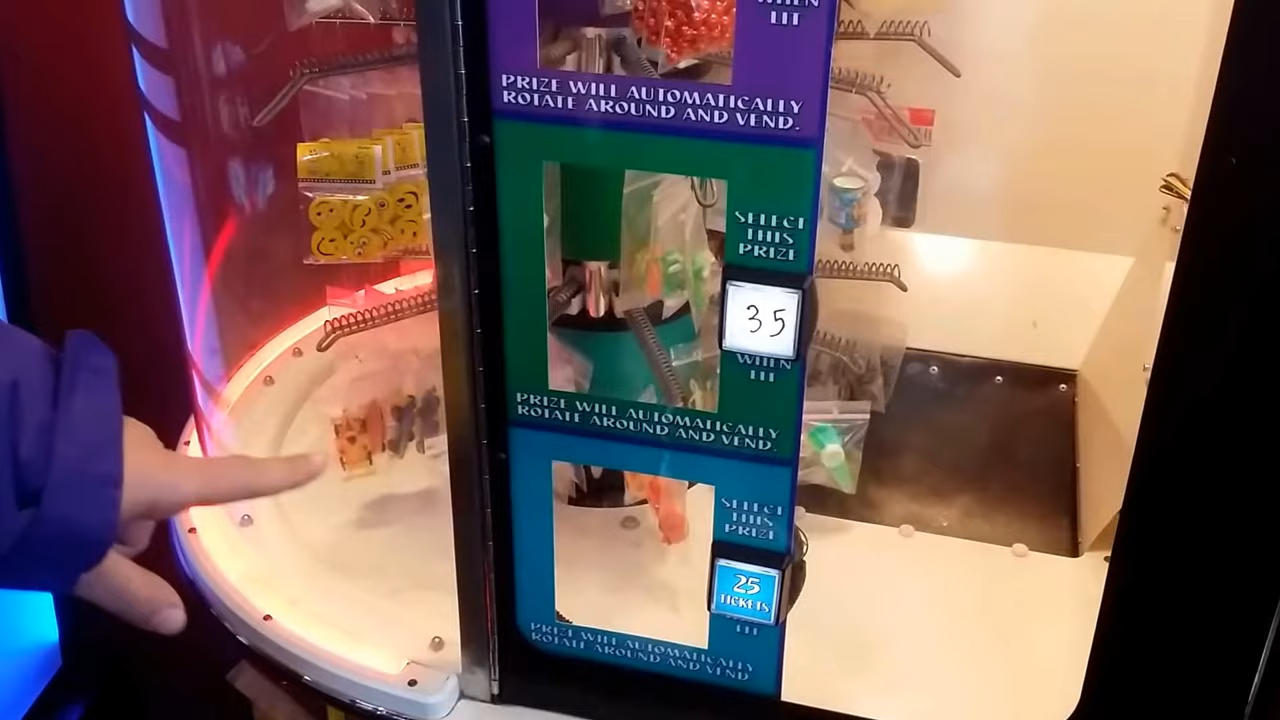 WHEN
LIT
PRIZE WILL AUTOMATICALLY
ROTATE AROUND AND VEND.
SELECT
THIS
PRIZE
35
WHEN
LIT
PRIZE WILL AUTOMATICALLY
ROTATE AROUND AND VEND.
SELECT
THIS
PRIZE
25
TICKETS
LIT
PRIZE WILL AUTOMATICALLY
ROTATE AROUND AND VEND